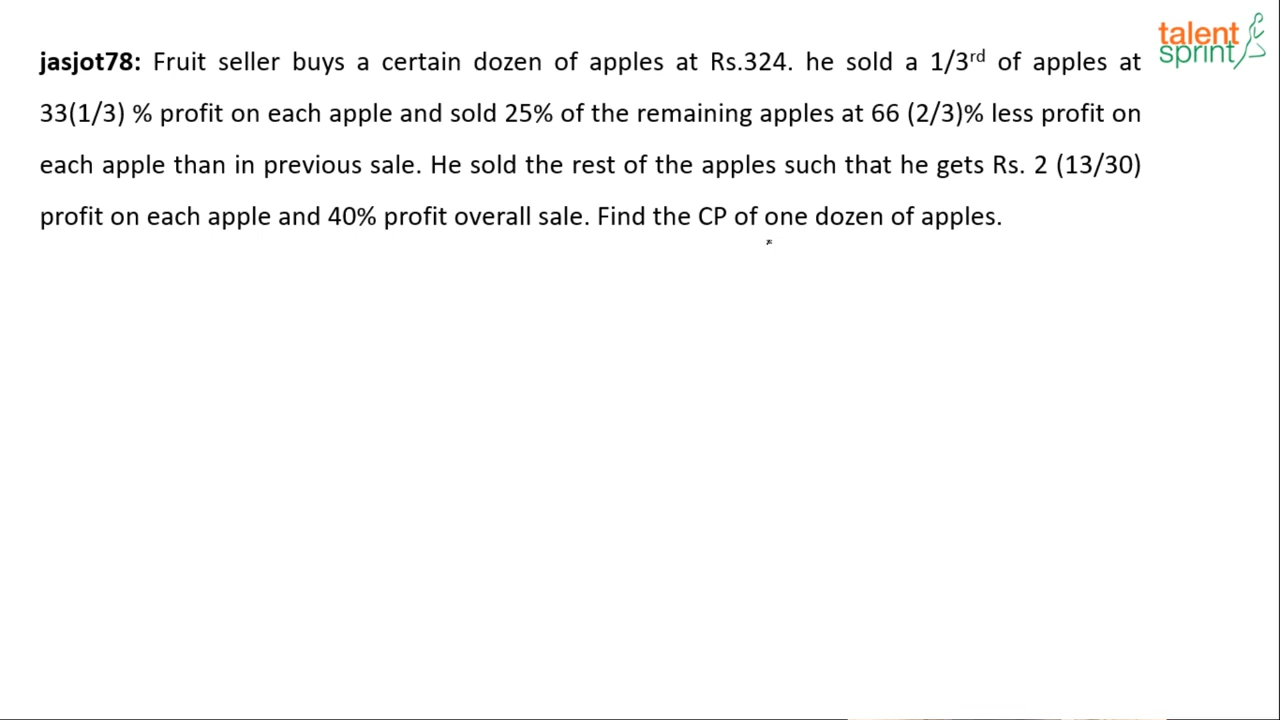 talent
sprint
jasjot78: Fruit seller buys a certain dozen of apples at Rs.324. he sold a 1/3rd of apples at
33(1/3) % profit on each apple and sold 25% of the remaining apples at 66 (2/3)% less profit on
each apple than in previous sale. He sold the rest of the apples such that he gets Rs. 2 (13/30)
profit on each apple and 40% profit overall sale. Find the CP of one dozen of apples.